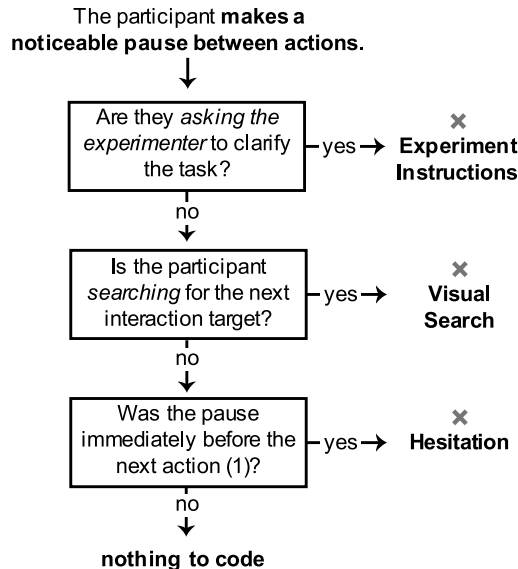 The participant makes a
noticeable pause between actions.
Are they asking the
experimenter to clarify
the task?
yes
Experiment
Instructions
no
Is the participant
searching for the next
interaction target?
yes
Visual
Search
no
Was the pause
immediately before the
next action (1)?
yes
Hesitation
no
nothing to code